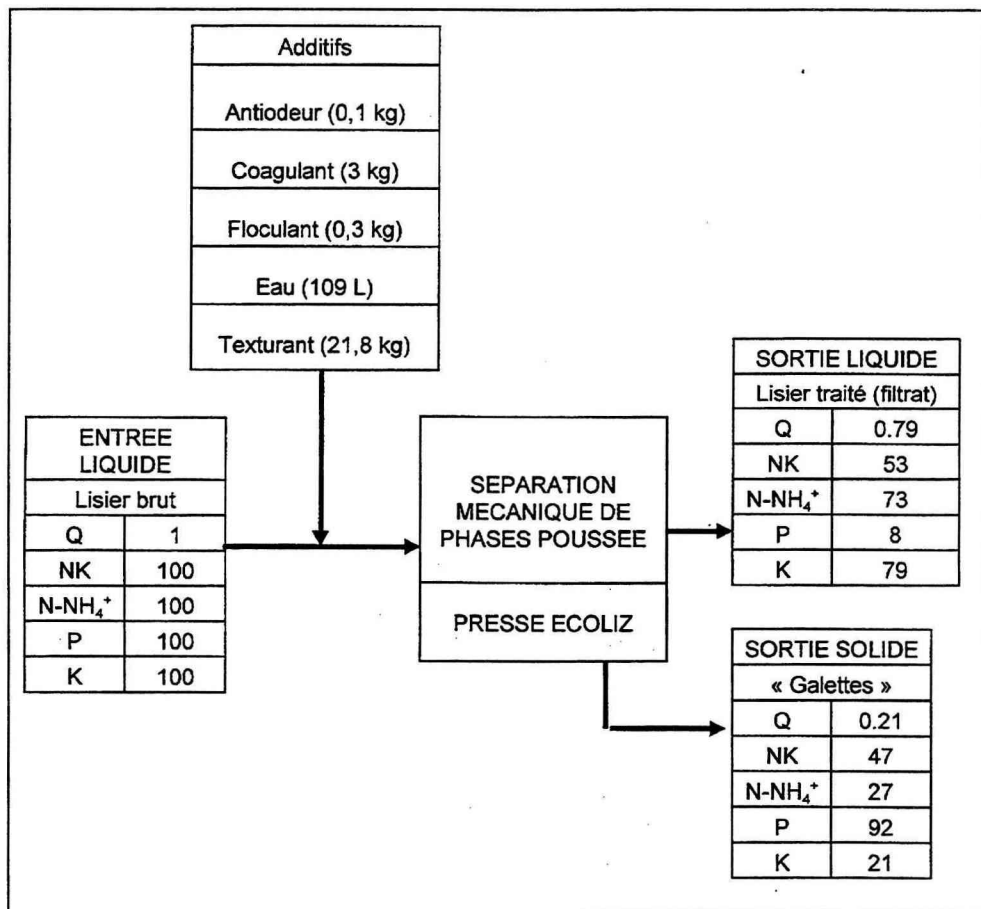 Additifs
Antiodeur (0,1 kg)
Coagulant (3 kg)
Floculant (0,3 kg)
Eau (109 L)
Texturant (21,8 kg)
ENTREE
LIQUIDE
Lisier brut
Q 1
NK 100
N-NH₄⁺ 100
P 100
K 100
SEPARATION
MECANIQUE DE
PHASES POUSSEE
PRESSE ECOLIZ
SORTIE LIQUIDE
Lisier traité (filtrat)
Q 0.79
NK 53
N-NH₄⁺ 73
P 8
K 79
SORTIE SOLIDE
« Galettes »
Q 0.21
NK 47
N-NH₄⁺ 27
P 92
K 21